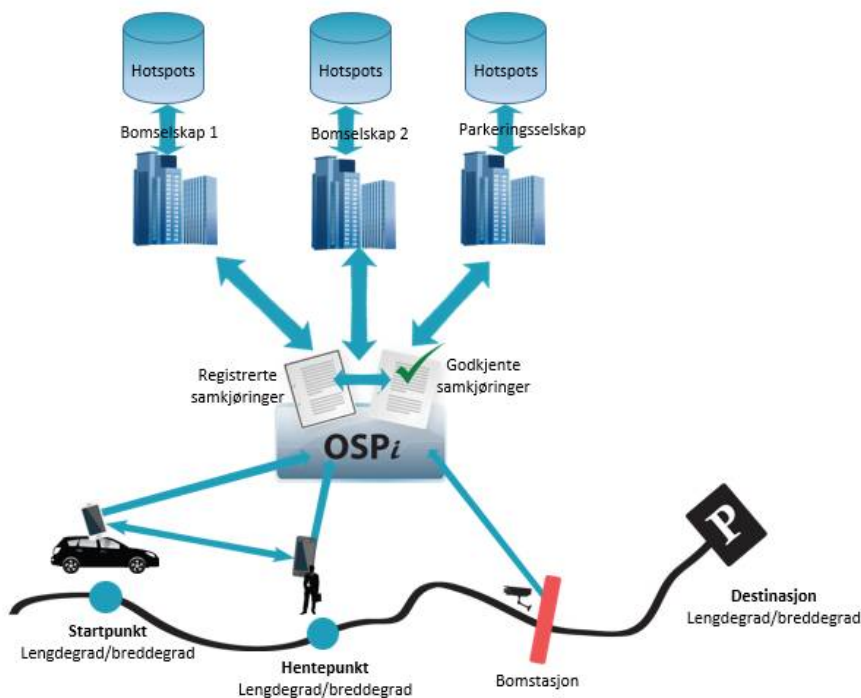 Hotspots
Hotspots
Hotspots
Bomselskap 1
Bomselskap 2
Parkeringsselskap
Registrerte
samkjøringer
Godkjente
samkjøringer
OSPi
P
Startpunkt
Lengdegrad/breddegrad
Hentepunkt
Lengdegrad/breddegrad
Bomstasjon
Destinasjon
Lengdegrad/breddegrad